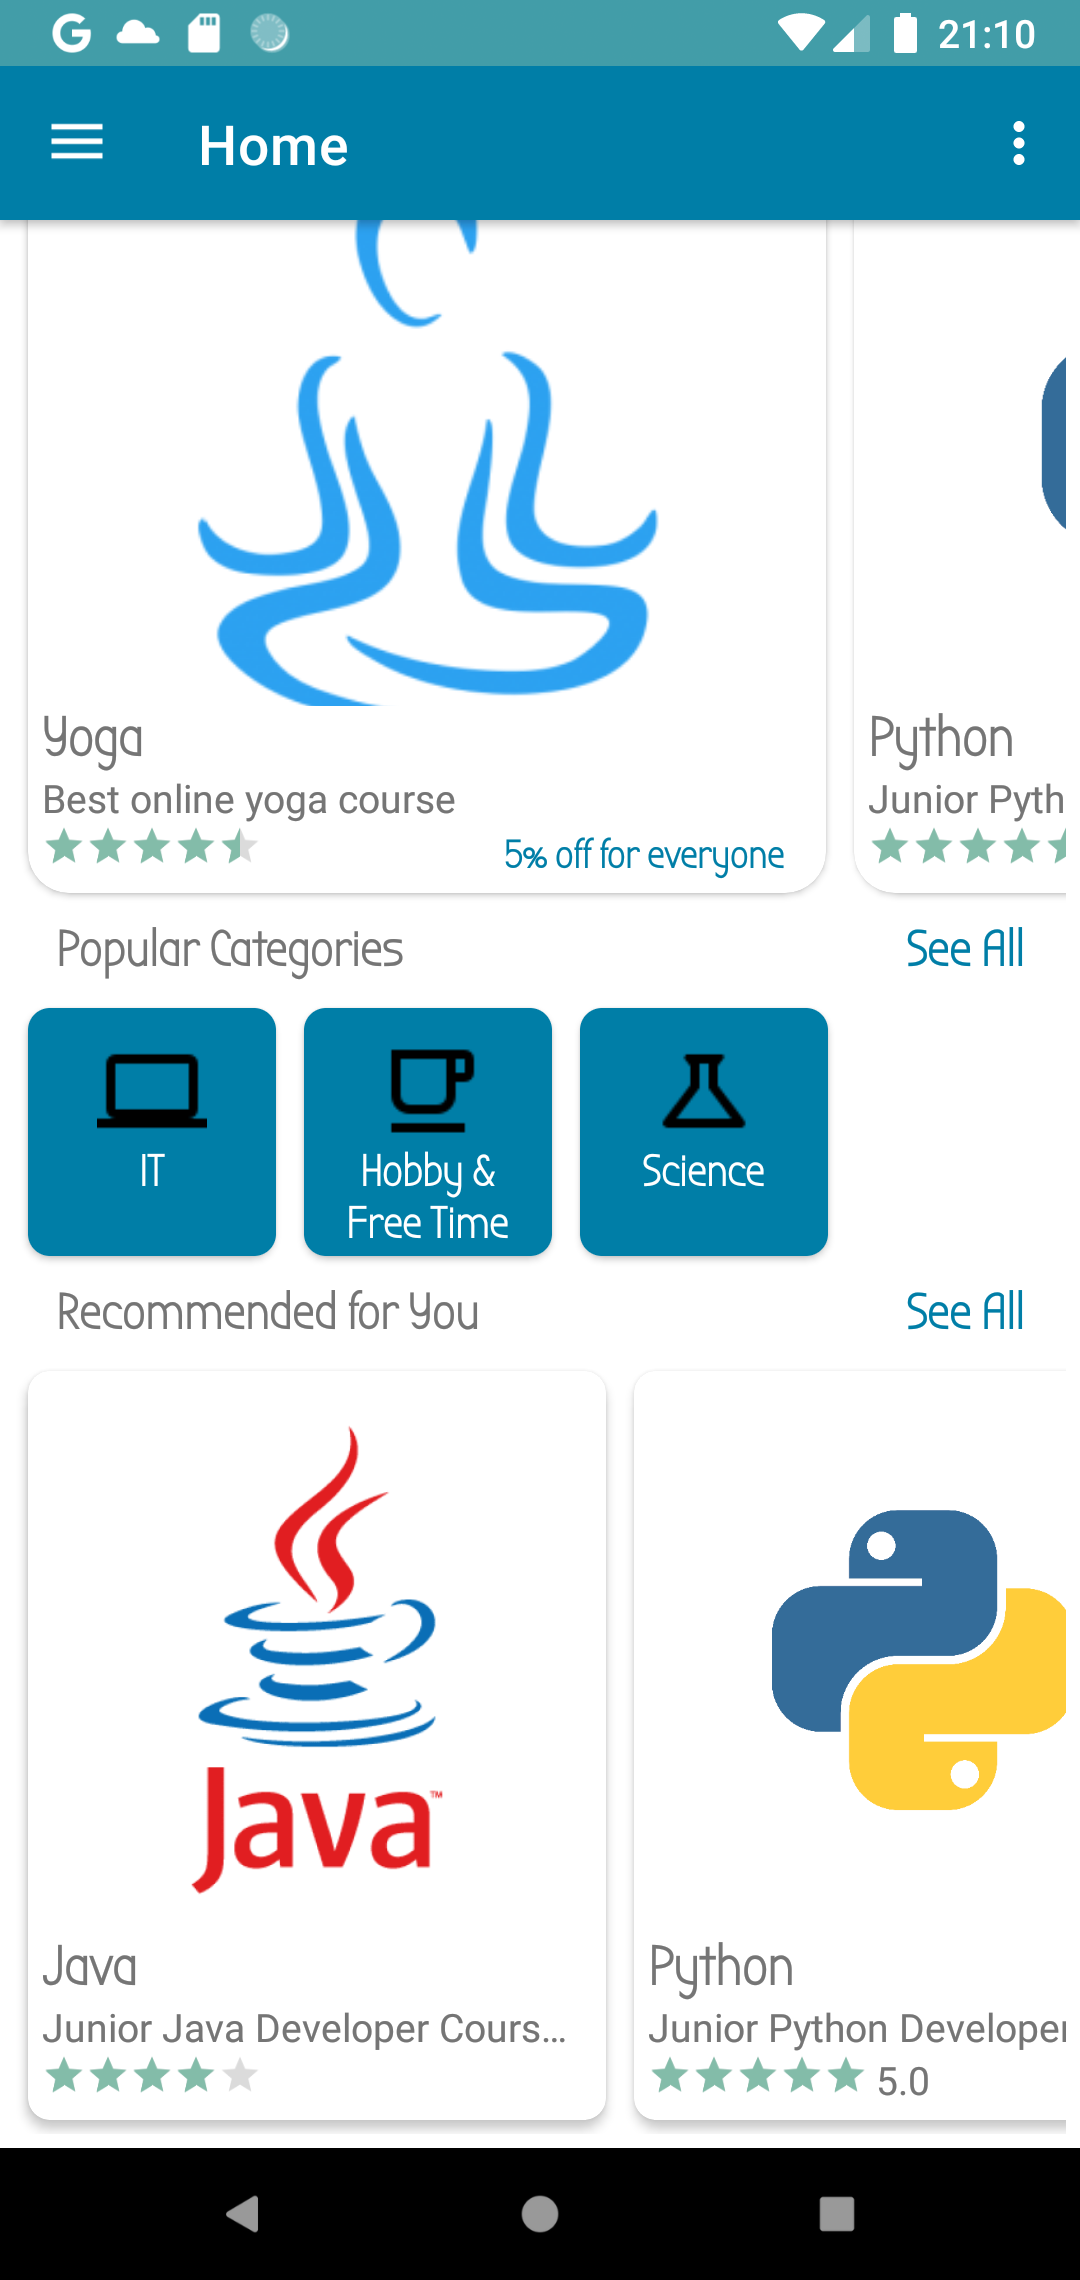 21:10
Home
Yoga
Best online yoga course
5% off for everyone
Python
Junior Pyth
Popular Categories
See All
IT
Hobby &
Free Time
Science
Recommended for You
See All
Java™
Java
Junior Java Developer Cours...
Python
Junior Python Developer
5.0